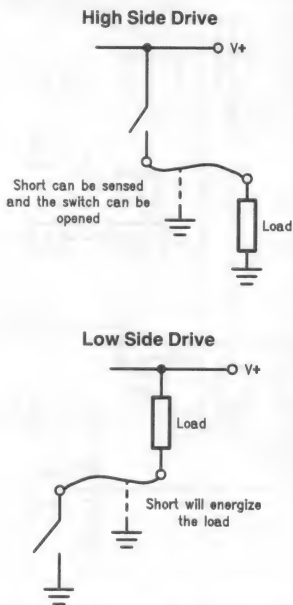 High Side Drive
V+
Short can be sensed
and the switch can be
opened
Load
Low Side Drive
V+
Load
Short will energize
the load